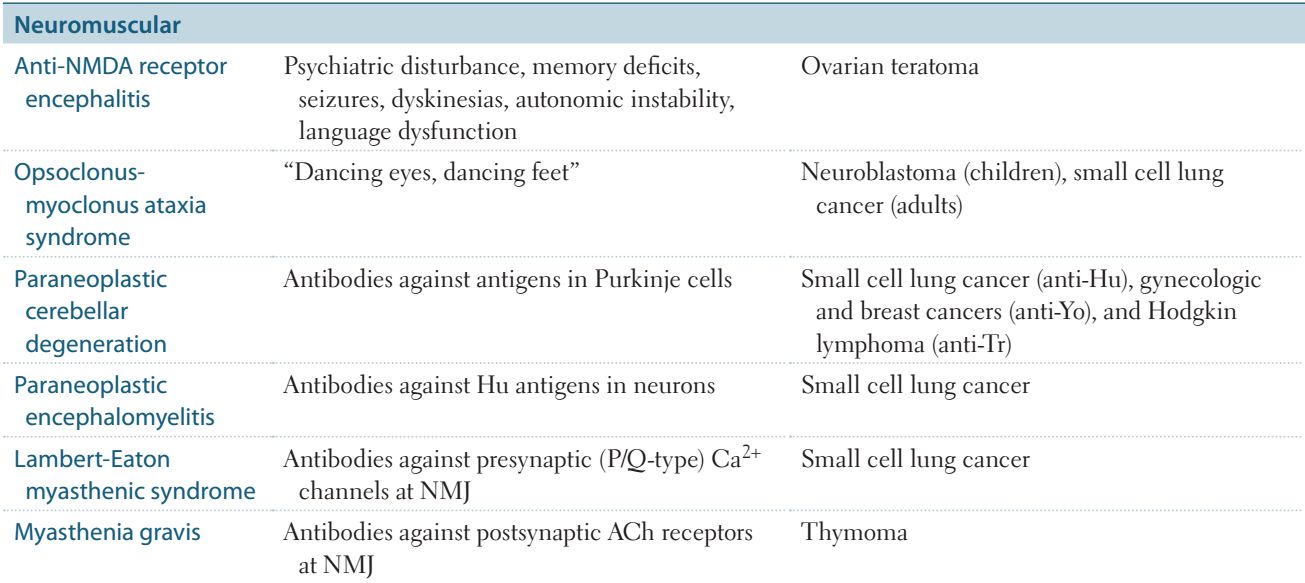 Neuromuscular
Anti-NMDA receptor encephalitis
Psychiatric disturbance, memory deficits,
seizures, dyskinesias, autonomic instability,
language dysfunction
Ovarian teratoma
Opsoclonus-
myoclonus ataxia
syndrome
“Dancing eyes, dancing feet”
Neuroblastoma (children), small cell lung
cancer (adults)
Paraneoplastic
cerebellar
degeneration
Antibodies against antigens in Purkinje cells
Small cell lung cancer (anti-Hu), gynecologic
and breast cancers (anti-Yo), and Hodgkin
lymphoma (anti-Tr)
Paraneoplastic
encephalomyelitis
Antibodies against Hu antigens in neurons
Small cell lung cancer
Lambert-Eaton
myasthenic syndrome
Antibodies against presynaptic (P/Q-type) Ca²⁺
channels at NMJ
Small cell lung cancer
Myasthenia gravis
Antibodies against postsynaptic ACh receptors
at NMJ
Thymoma